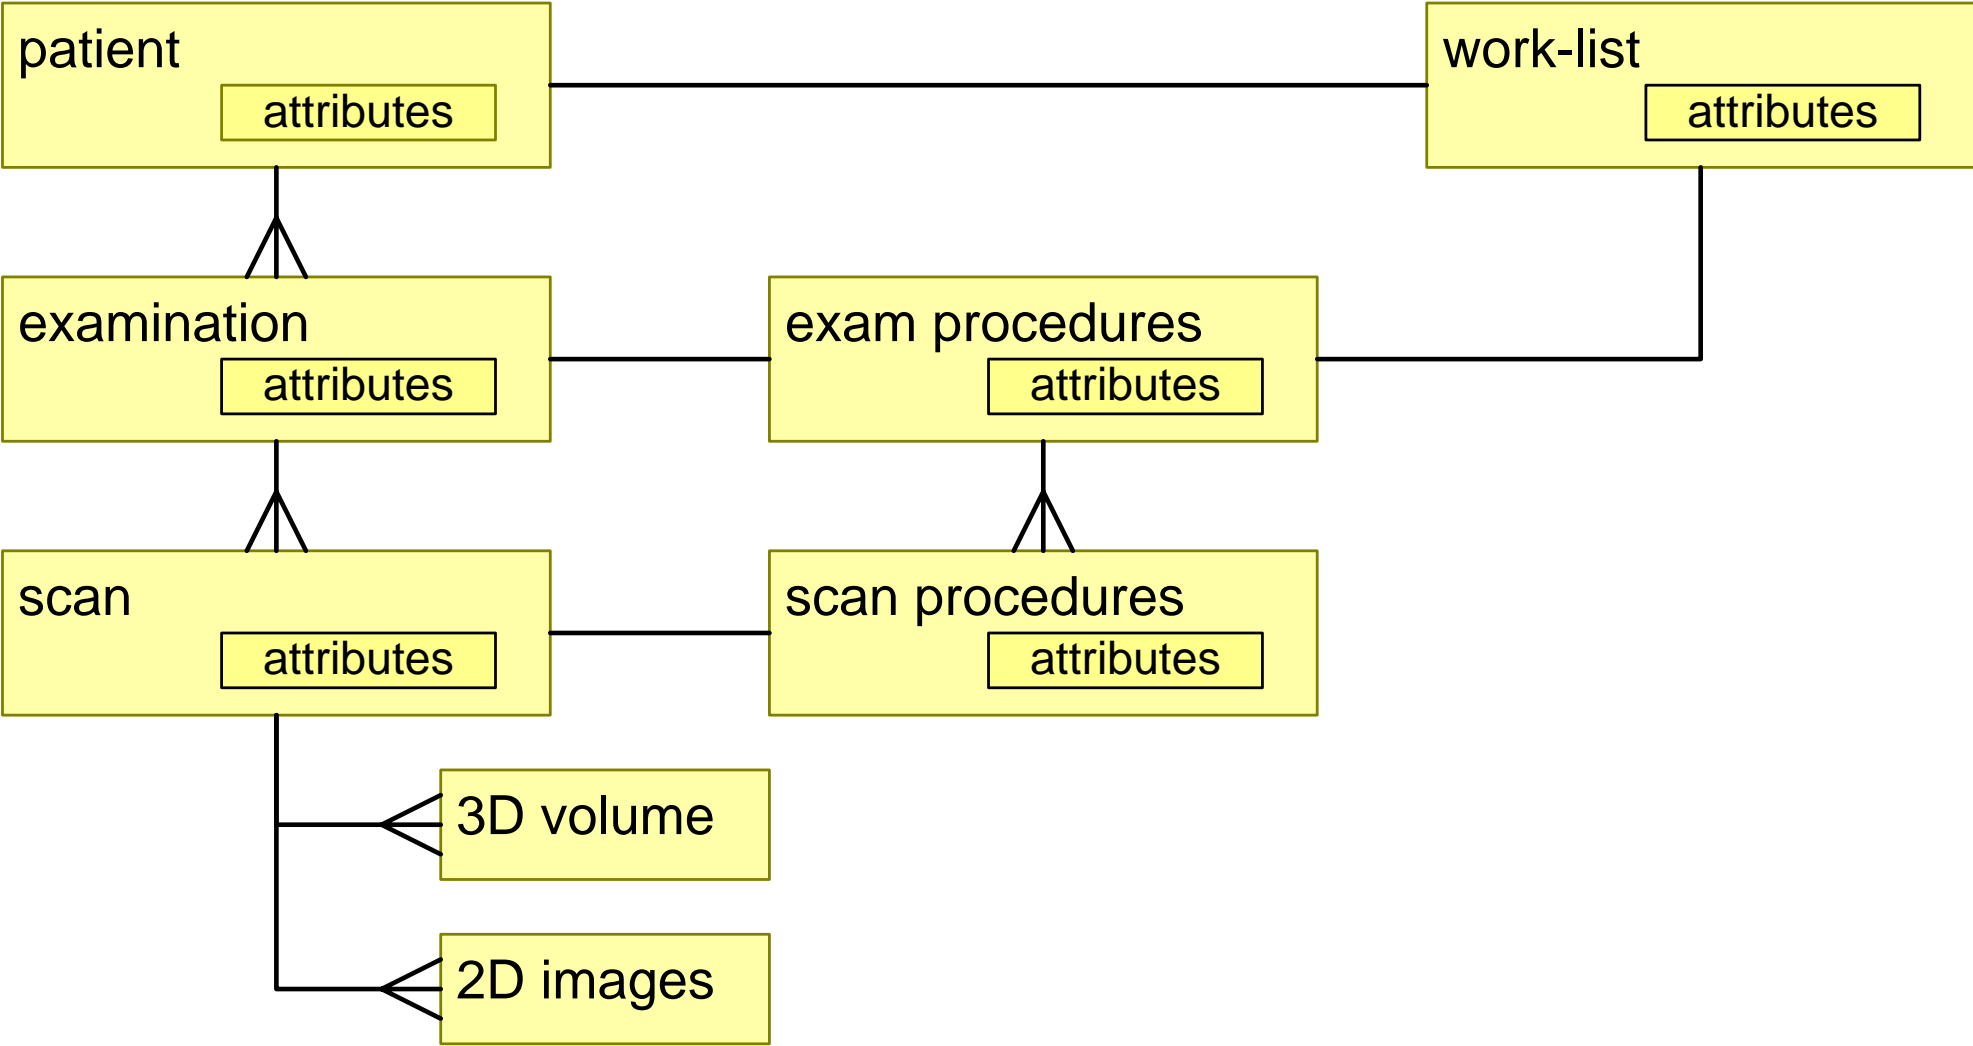 patient
attributes
work-list
attributes
examination
attributes
exam procedures
attributes
scan
attributes
scan procedures
attributes
3D volume
2D images